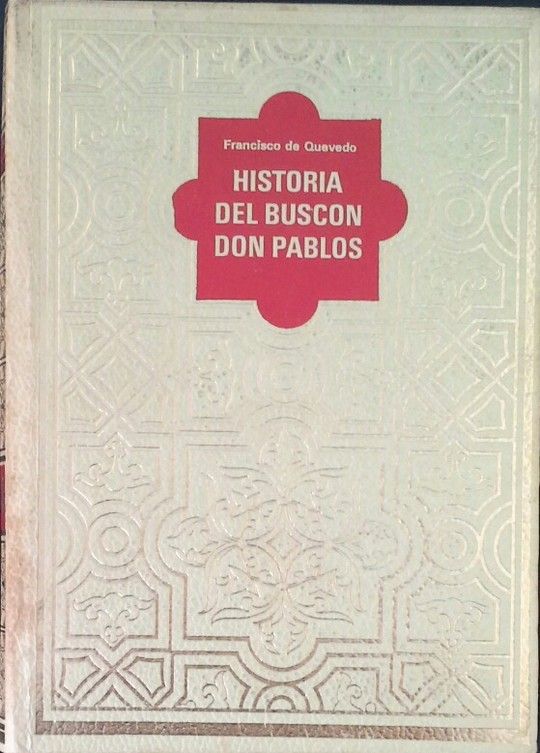 Francisco de Quevedo
HISTORIA
DEL BUSCON
DON PABLOS